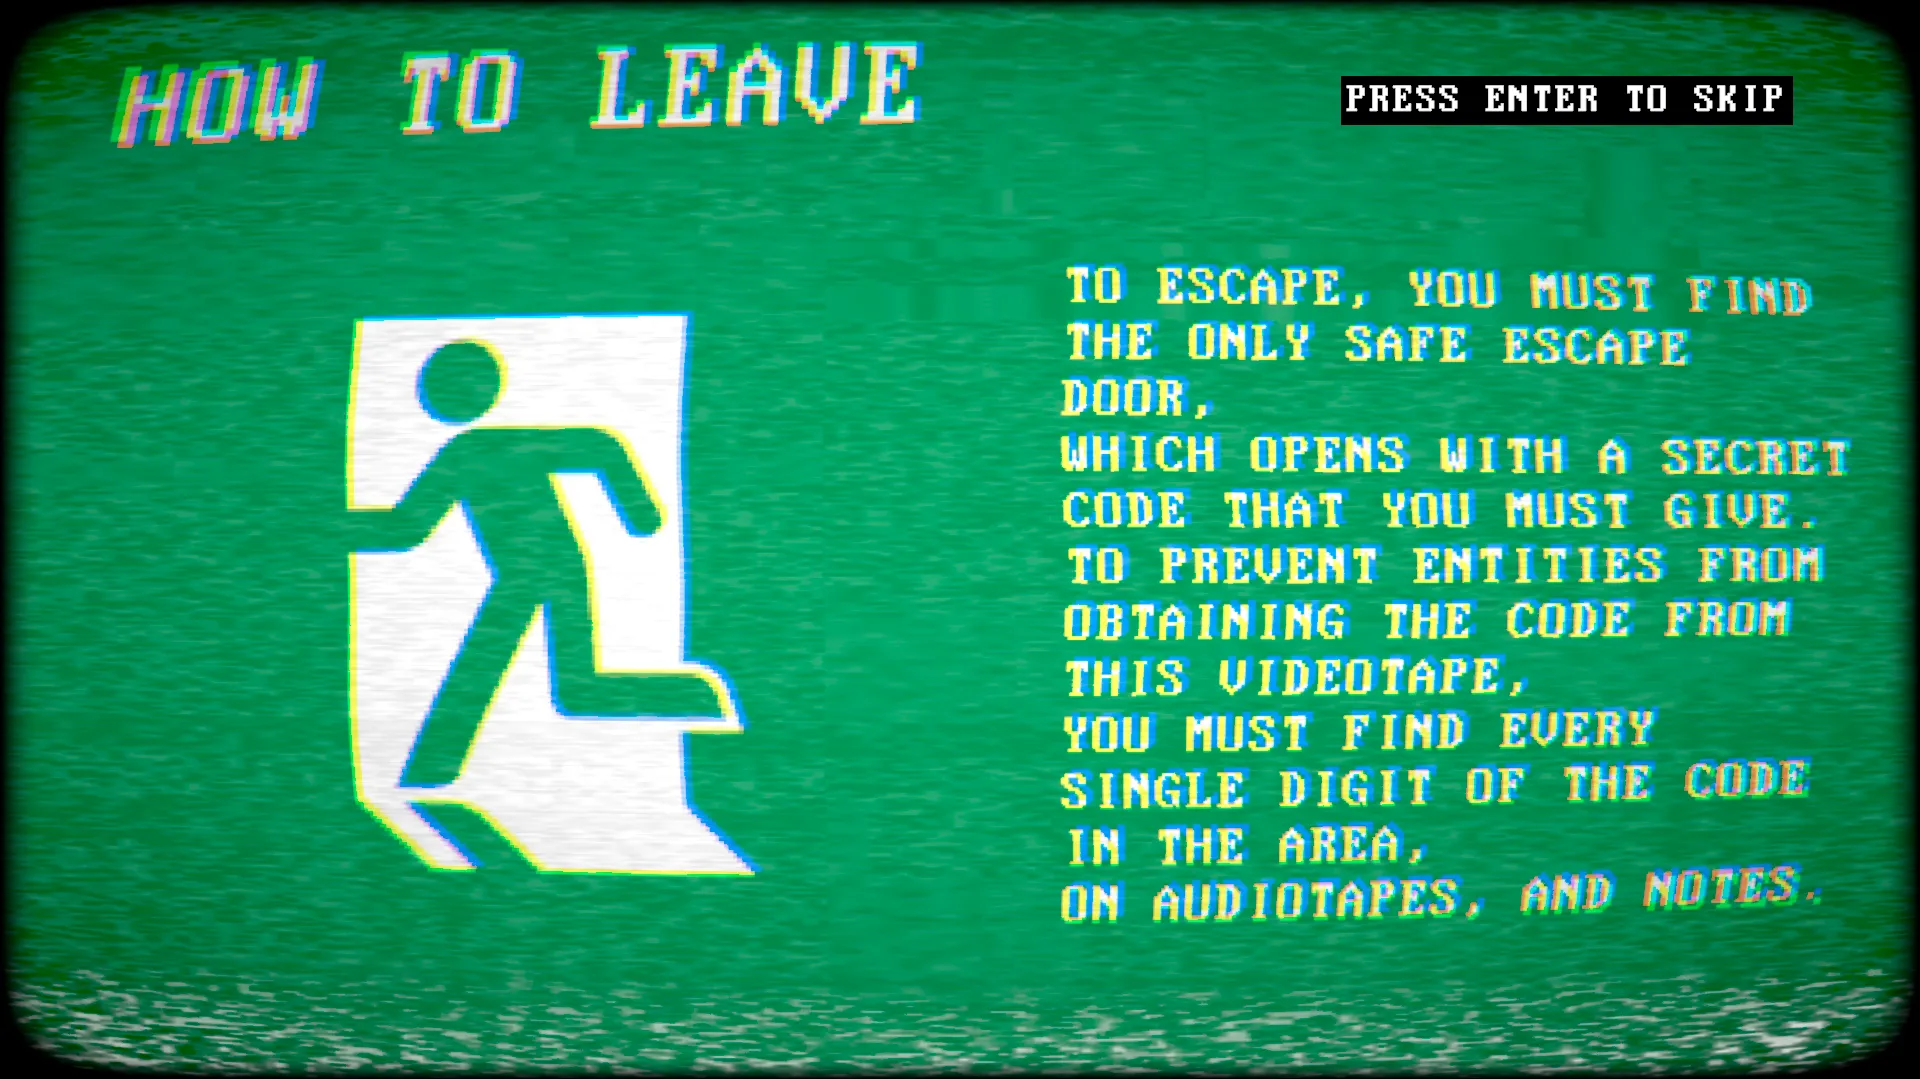 HOW TO LEAVE
PRESS ENTER TO SKIP
TO ESCAPE, YOU MUST FIND
THE ONLY SAFE ESCAPE
DOOR,
WHICH OPENS WITH A SECRET
CODE THAT YOU MUST GIVE.
TO PREVENT ENTITIES FROM
OBTAINING THE CODE FROM
THIS VIDEOTAPE,
YOU MUST FIND EVERY
SINGLE DIGIT OF THE CODE
IN THE AREA,
ON AUDIOTAPES, AND NOTES.